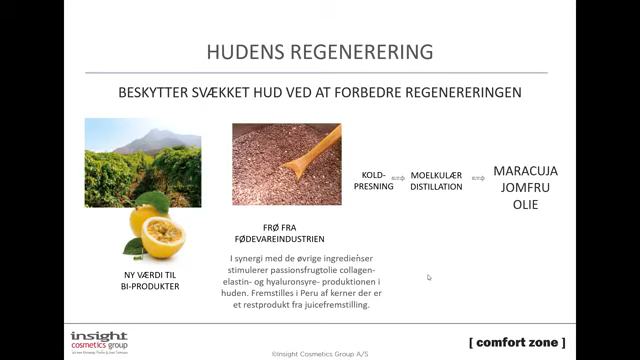 HUDENS REGENERERING
BESKYTTER SVÆKKET HUD VED AT FORBEDRE REGENERERINGEN
NY VÆRDI TIL
BI-PRODUKTER
FRØ FRA
FØDEVAREINDUSTRIEN
I synergi med de øvrige ingredienser
stimulerer passionsfrugtolie collagen-
elastin- og hyaluronsyre- produktionen i
huden. Fremstilles i Peru af kerner der er
et restprodukt fra juicefremstilling.
KOLD-
PRESNING
MOELKULÆR
DISTILLATION
MARACUJA
JOMFRU
OLIE
insight
cosmetics group
[ comfort zone ]
©Insight Cosmetics Group A/S